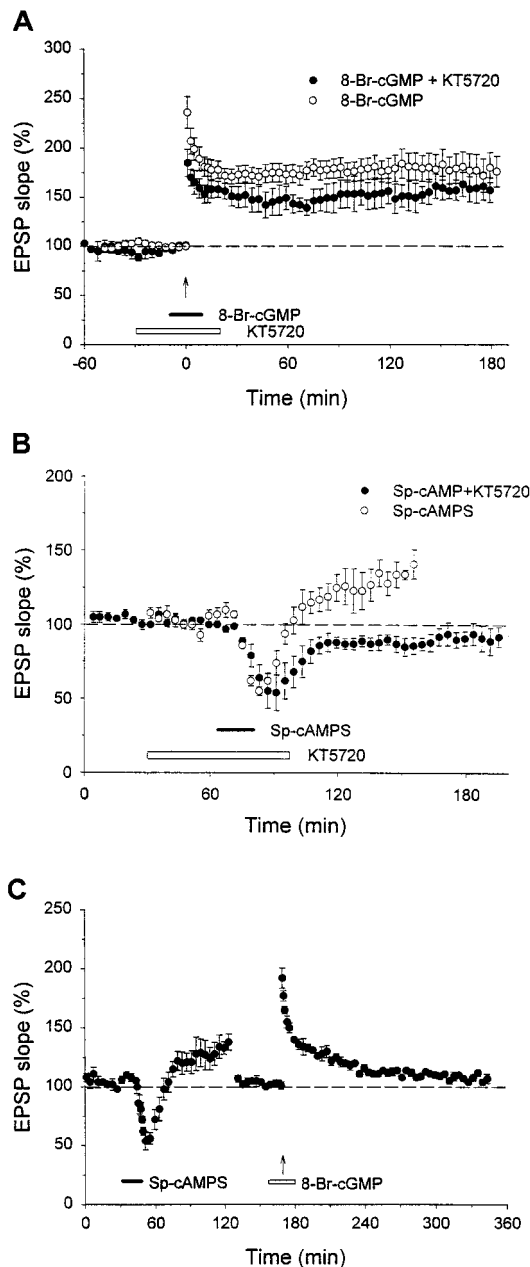 A
300
250
200
150
100
50
0
EPSP slope (%)
8-Br-cGMP + KT5720
8-Br-cGMP
8-Br-cGMP
KT5720
-60
0
60
120
180
Time (min)
B
200
150
100
50
0
EPSP slope (%)
Sp-cAMP+KT5720
Sp-cAMPS
Sp-cAMPS
KT5720
0
60
120
180
Time (min)
C
250
200
150
100
50
0
EPSP slope (%)
Sp-cAMPS
8-Br-cGMP
0
60
120
180
240
300
360
Time (min)